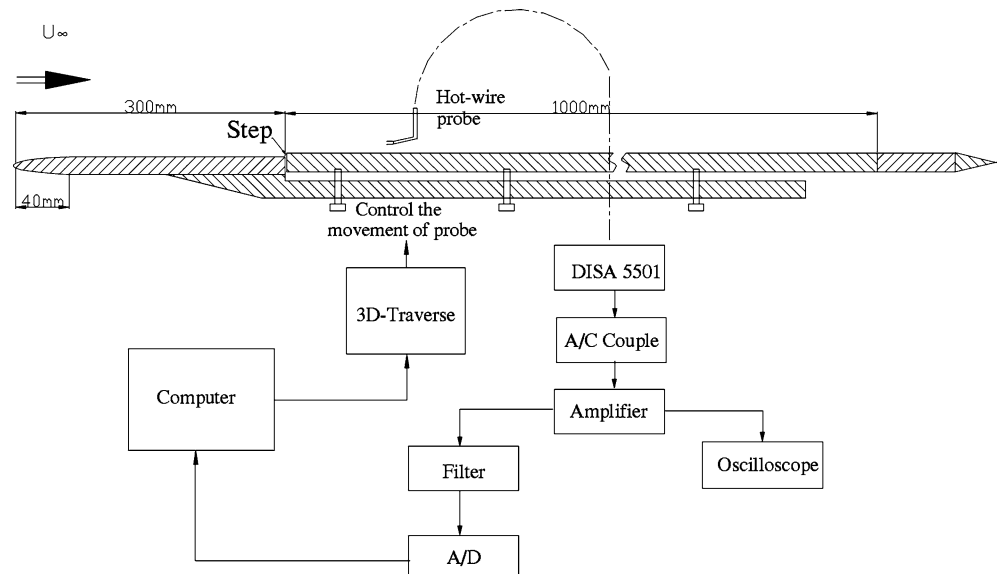 U∞
300mm
Hot-wire
probe
1000mm
Step
40mm
Control the
movement of probe
DISA 5501
3D-Traverse
A/C Couple
Computer
Amplifier
Filter
Oscilloscope
A/D